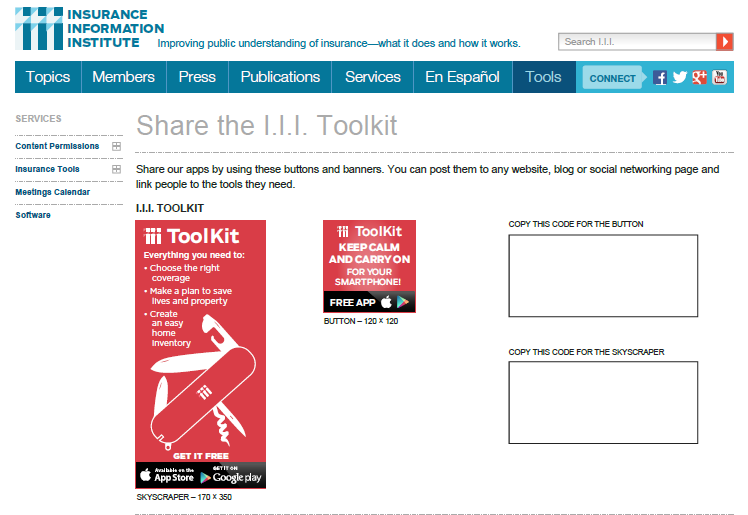 INSURANCE
INFORMATION
INSTITUTE
Improving public understanding of insurance—what it does and how it works.
Search I.I.I.
Topics
Members
Press
Publications
Services
En Español
Tools
CONNECT
You Tube
SERVICES
Content Permissions
Insurance Tools
Meetings Calendar
Software
Share the I.I.I. Toolkit
Share our apps by using these buttons and banners. You can post them to any website, blog or social networking page and
link people to the tools they need.
I.I.I. TOOLKIT
iii ToolKit
Everything you need to:
• Choose the right
coverage
• Make a plan to save
lives and property
• Create
an easy
home
inventory
GET IT FREE
Available on the
App Store
GET IT ON
Google play
SKYSCRAPER – 170 x 350
iii ToolKit
KEEP CALM
AND CARRY ON
FOR YOUR
SMARTPHONE!
FREE APP
BUTTON – 120 x 120
COPY THIS CODE FOR THE BUTTON
COPY THIS CODE FOR THE SKYSCRAPER